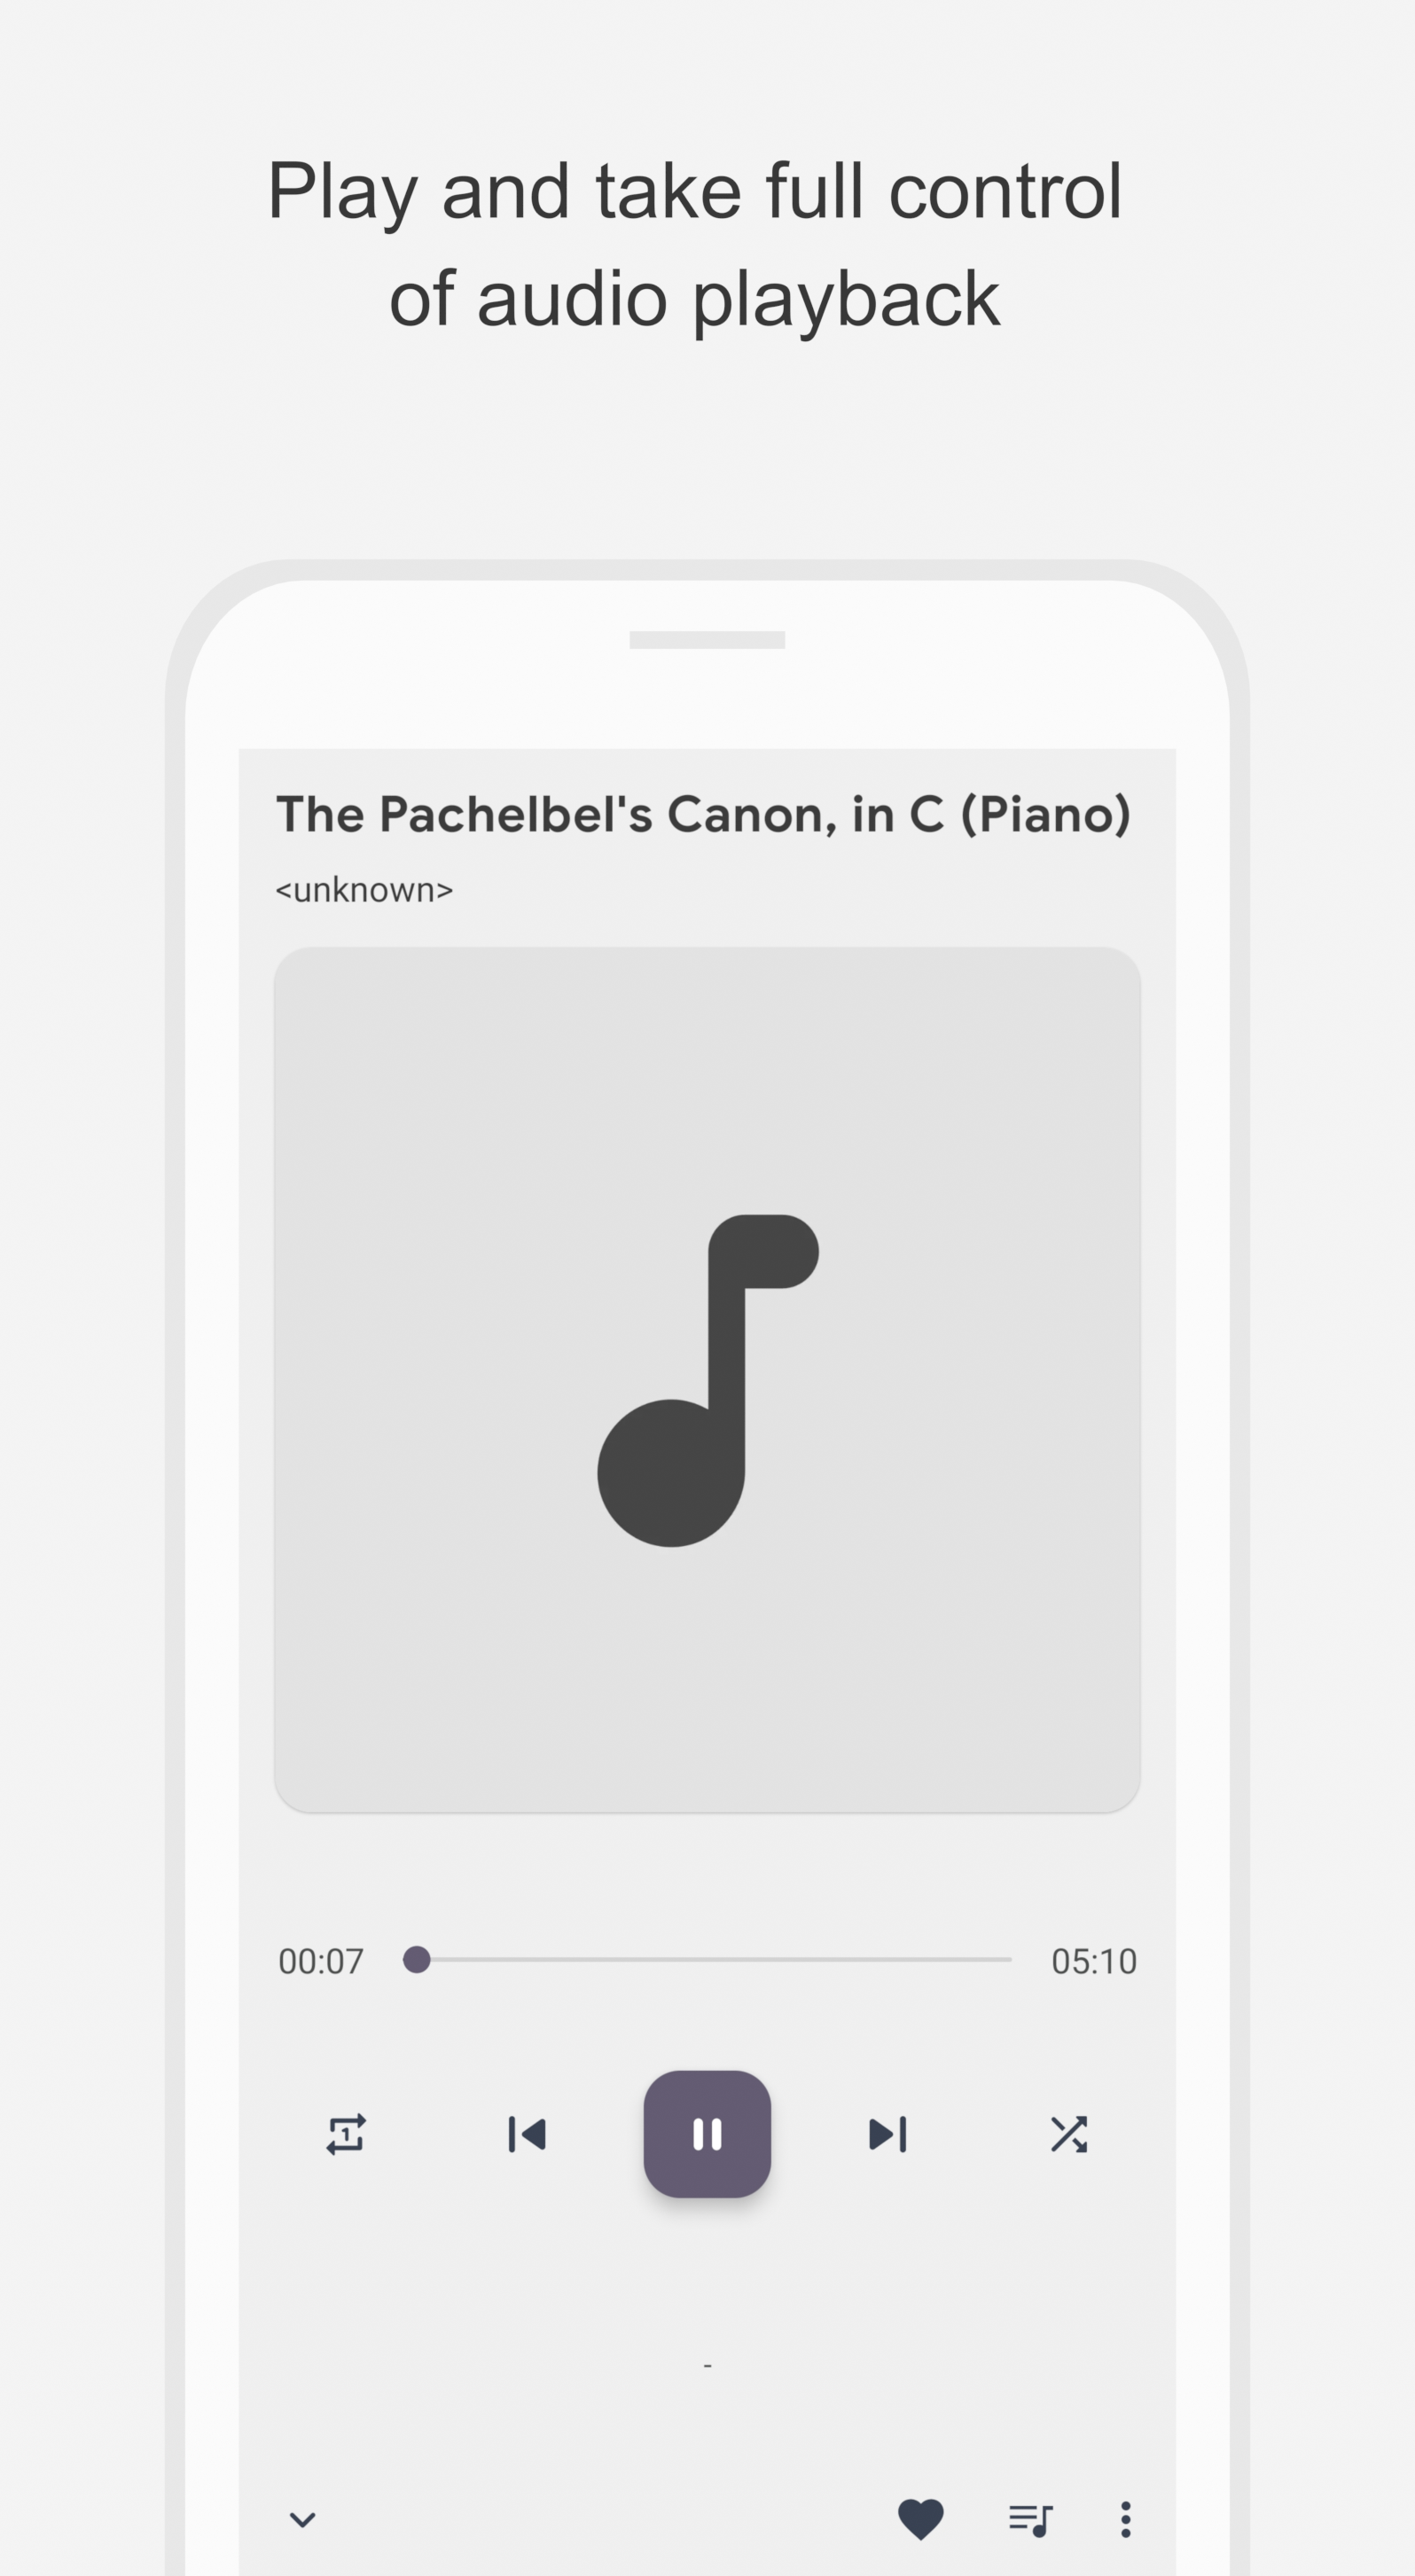 Play and take full control
of audio playback
The Pachelbel's Canon, in C (Piano)
<unknown>
00:07
05:10
1
-